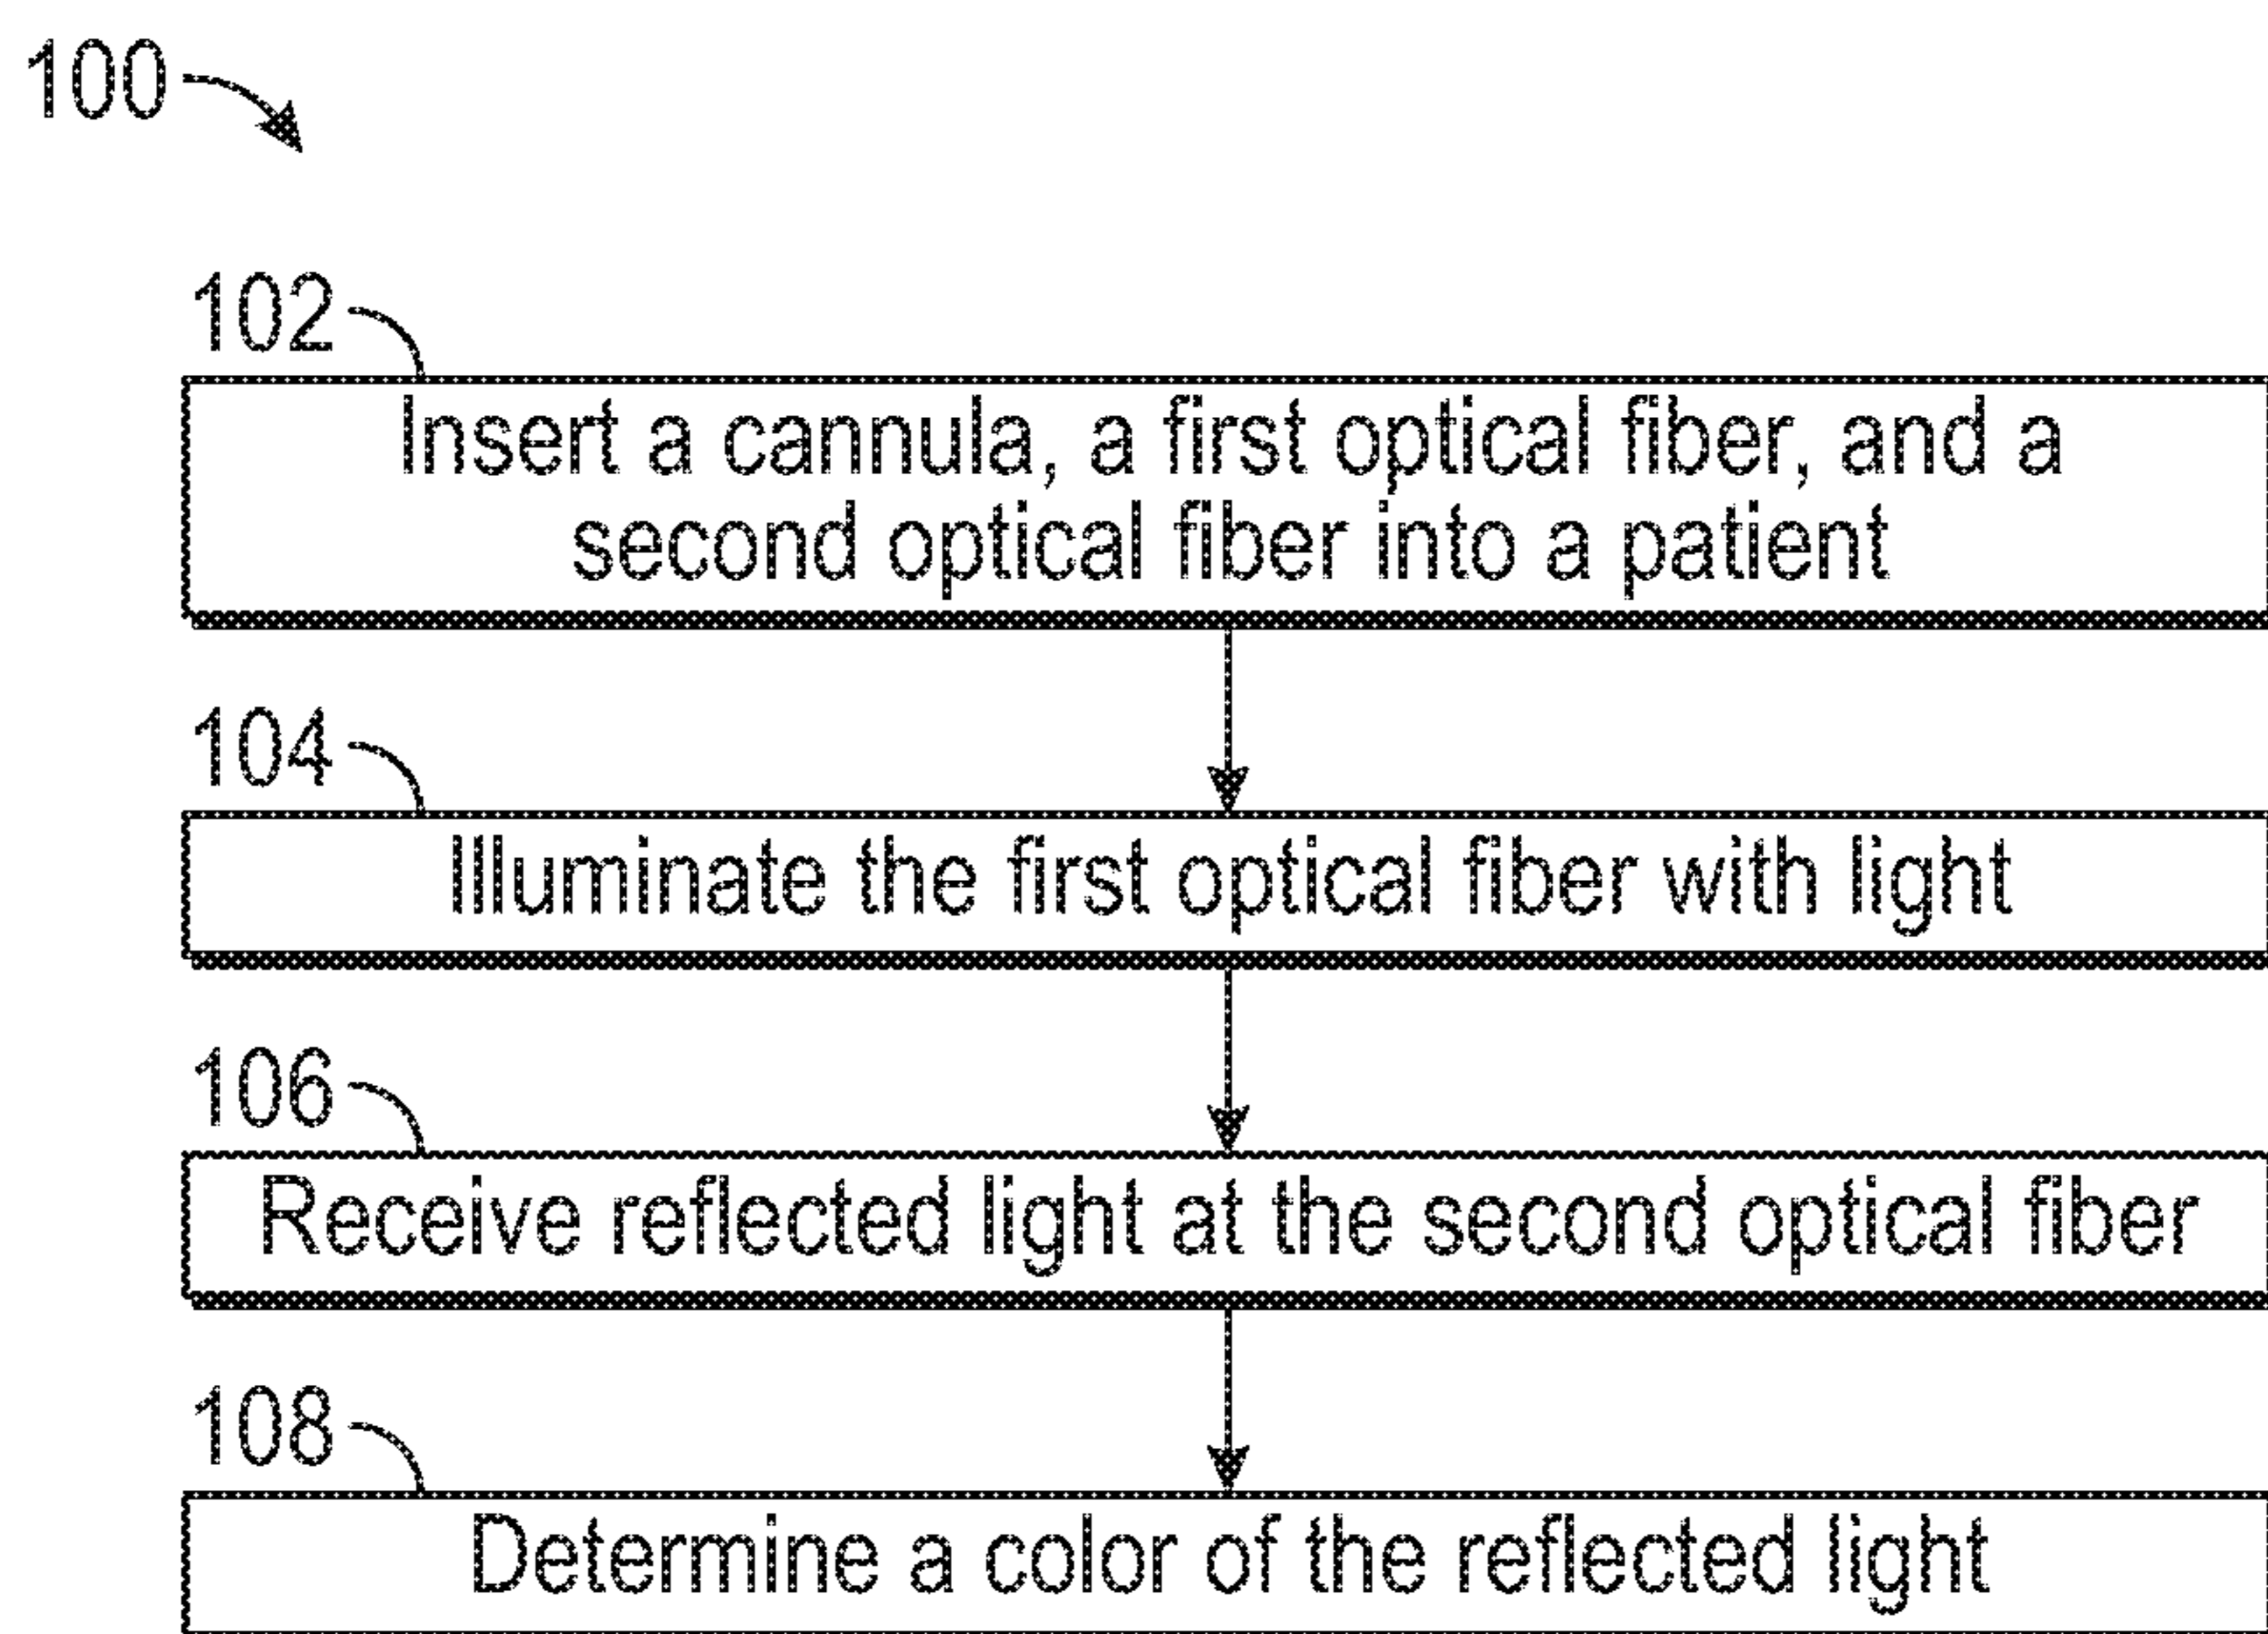 100
102
Insert a cannula, a first optical fiber, and a
second optical fiber into a patient
104
Illuminate the first optical fiber with light
106
Receive reflected light at the second optical fiber
108
Determine a color of the reflected light